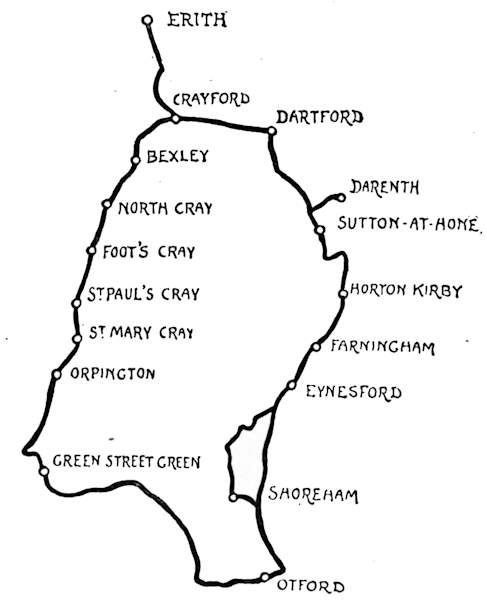 ERITH
CRAYFORD
DARTFORD
BEXLEY
DARENTH
NORTH CRAY
SUTTON-AT-HONE.
FOOT'S CRAY
ST PAUL'S CRAY
HORTON KIRBY
ST MARY CRAY
FARNINGHAM
ORPINGTON
EYNESFORD
GREEN STREET GREEN
SHOREHAM
OTFORD